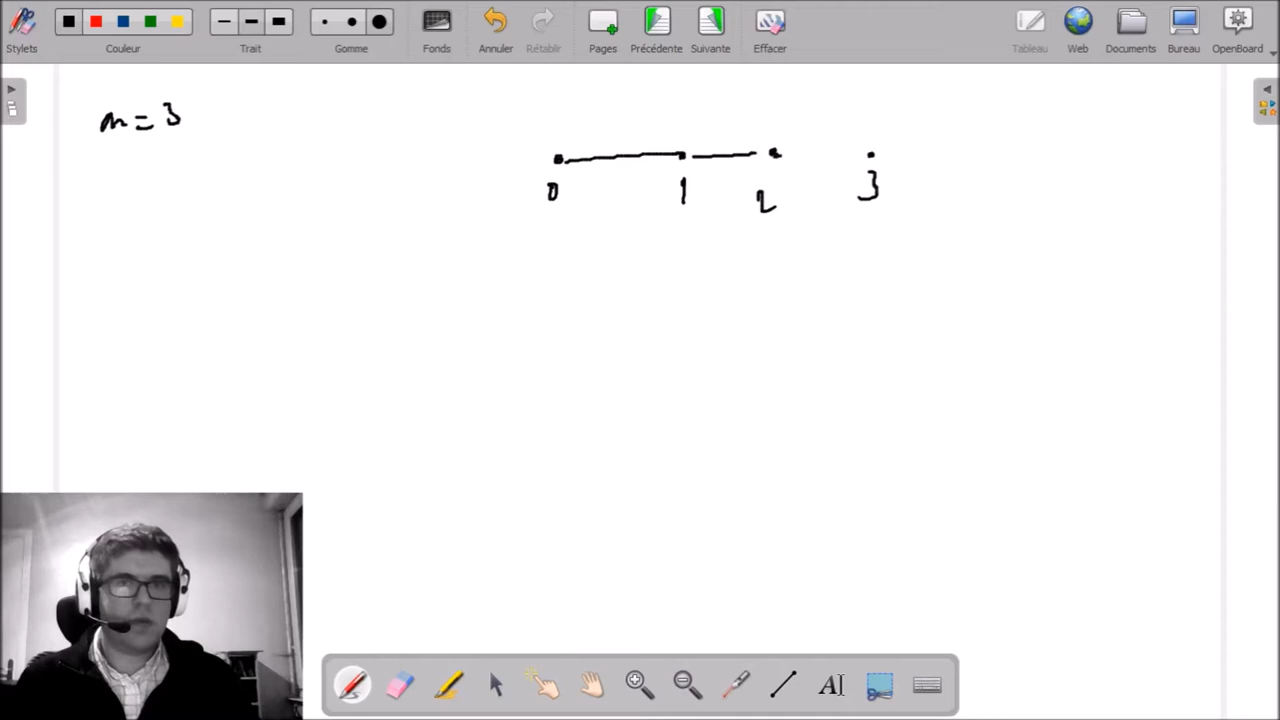 Stylets Couleur Trait Gomme Fonds Annuler Rétablir Pages Précédente Suivante Effacer Tableau Web Documents Bureau OpenBoard
n=3
0 1 2 3